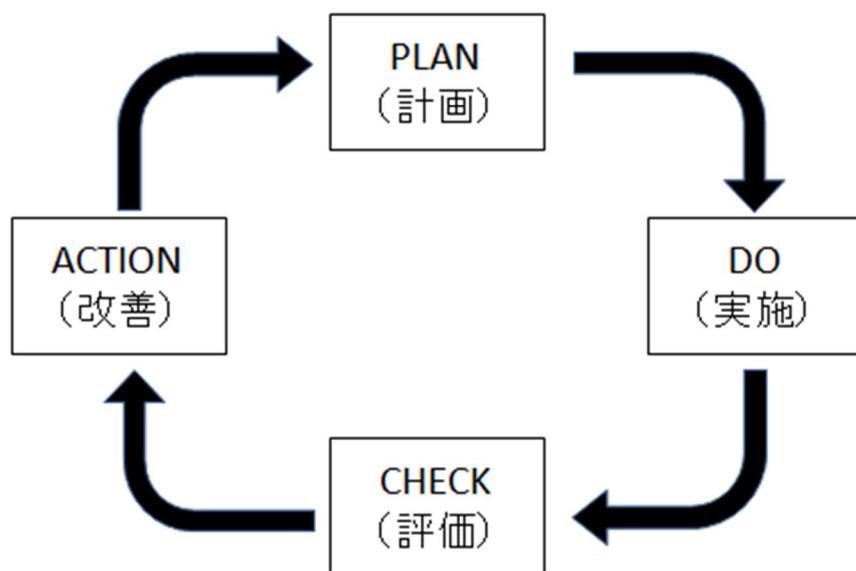 PLAN
（計画）
DO
（実施）
CHECK
（評価）
ACTION
（改善）